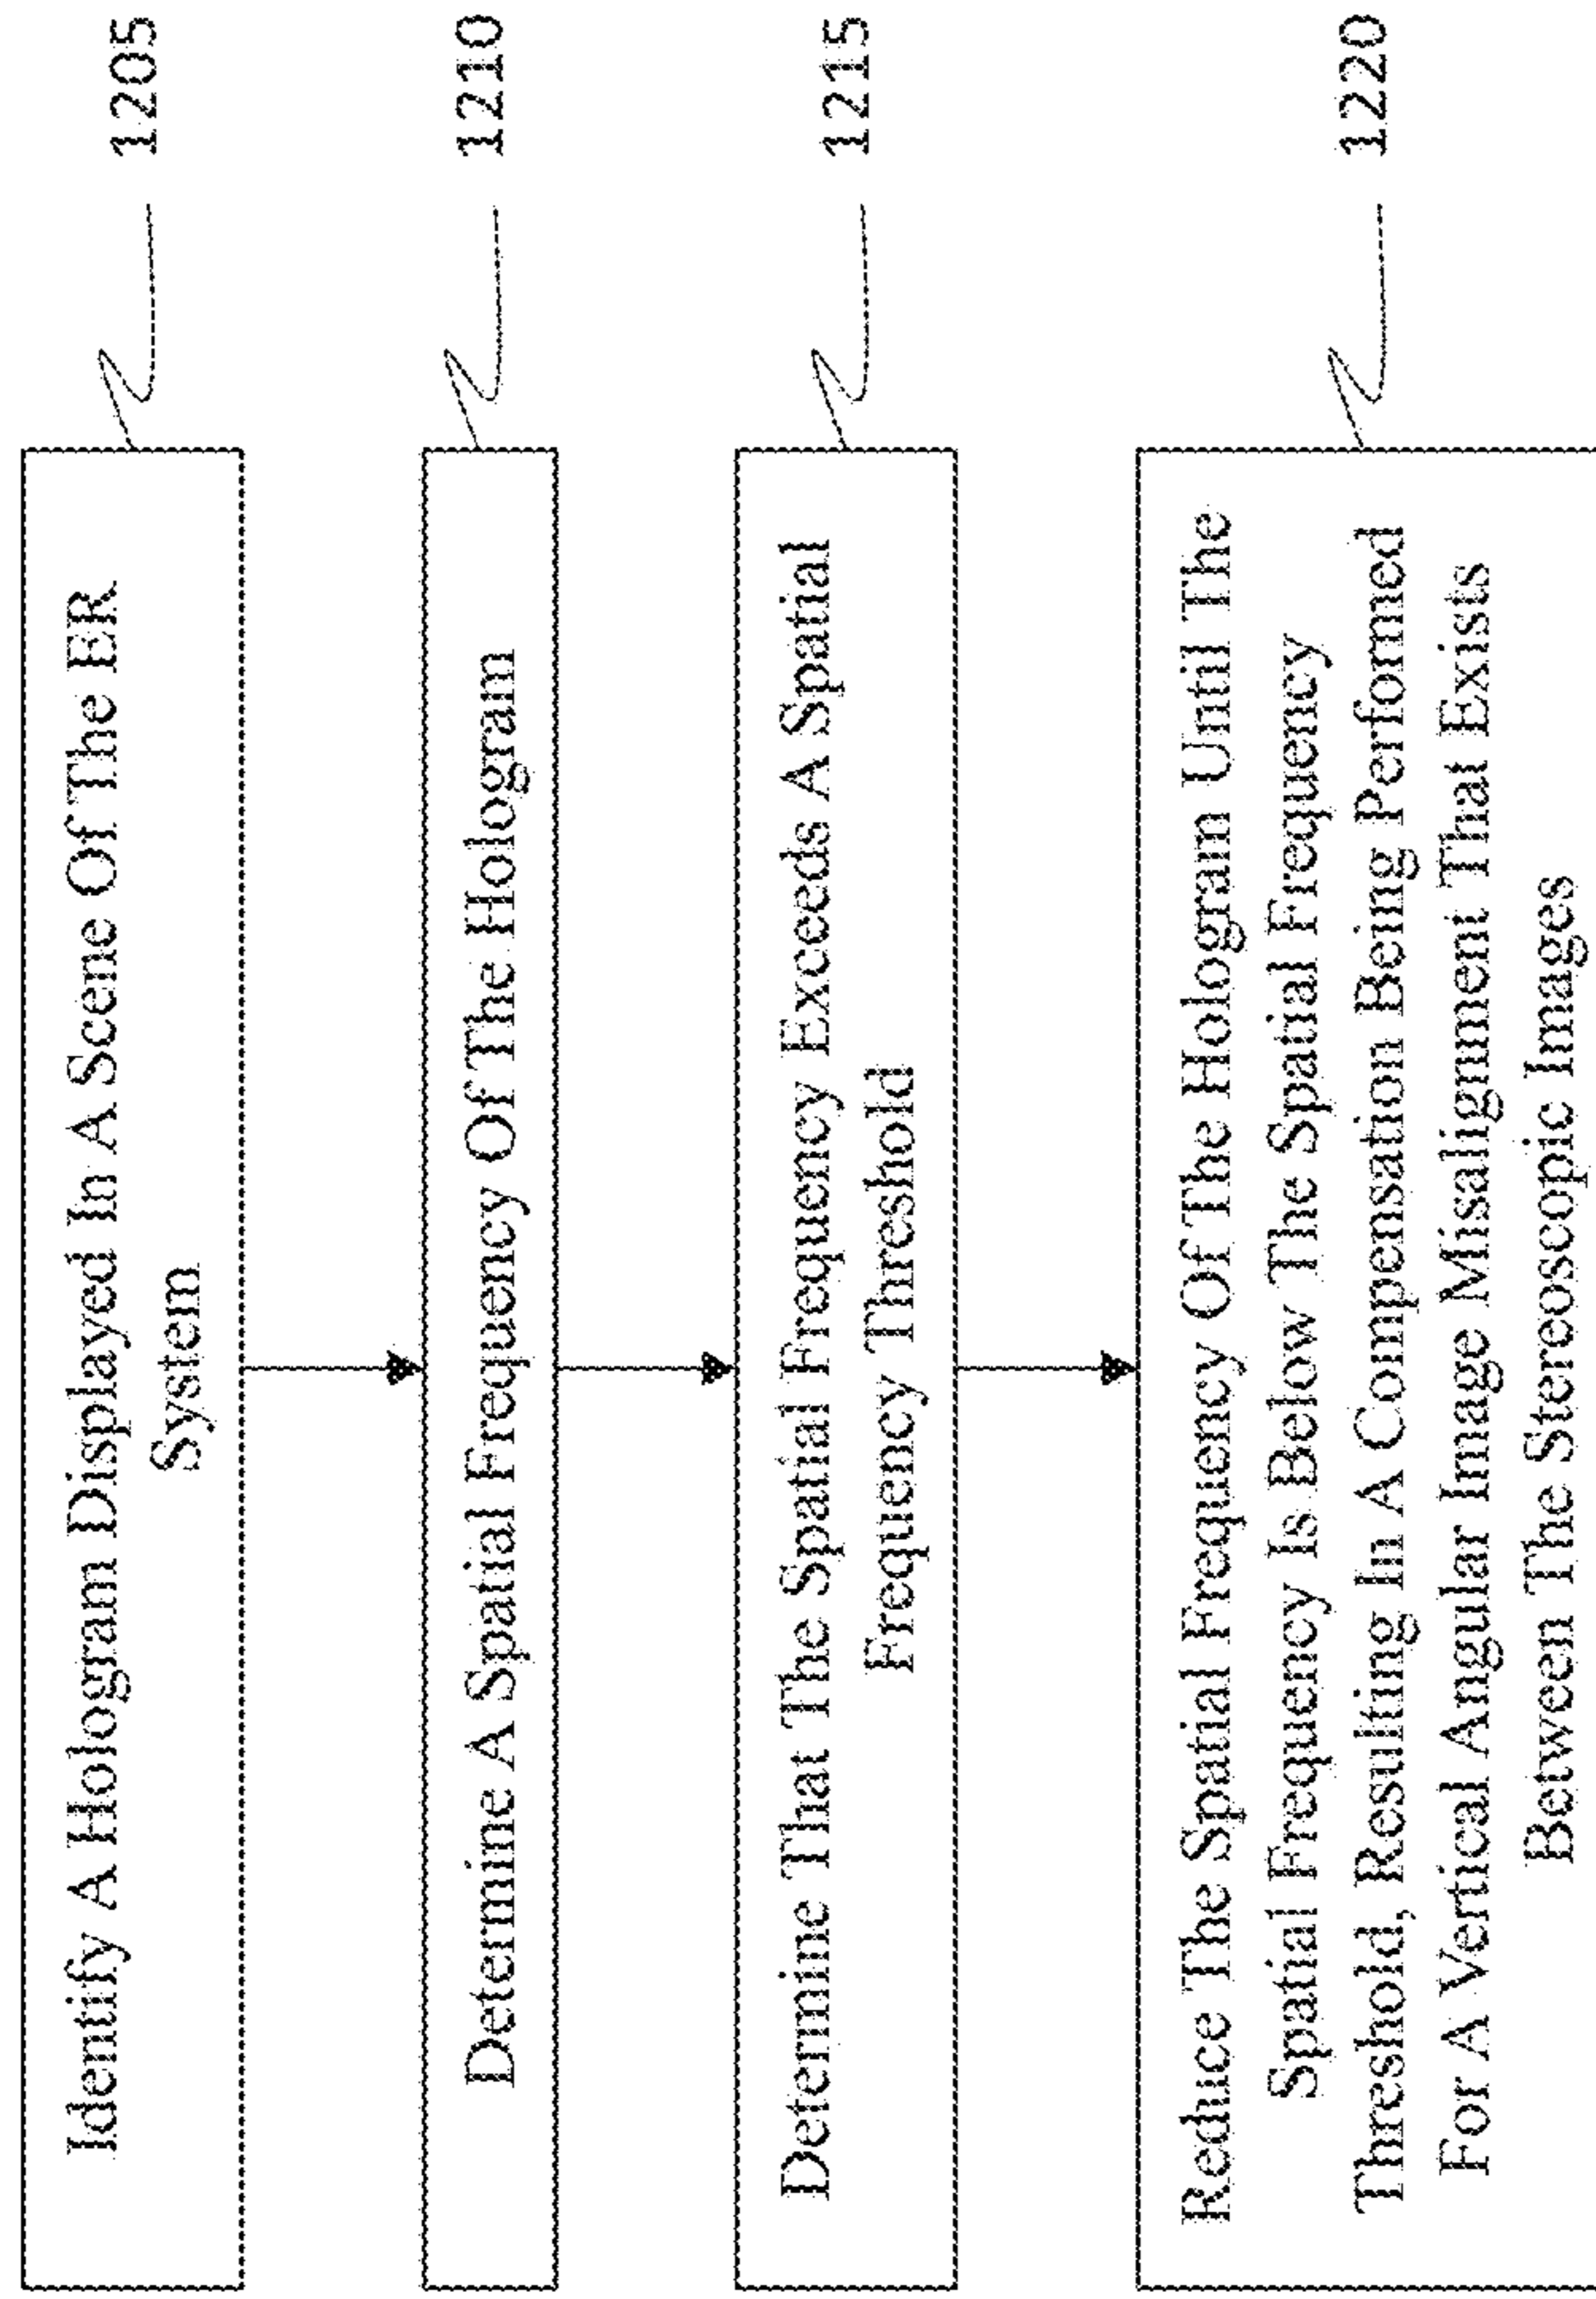 Identify A Hologram Displayed In A Scene Of The ER
System
1205
Determine A Spatial Frequency Of The Hologram
1210
Determine That The Spatial Frequency Exceeds A Spatial
Frequency Threshold
1215
Reduce The Spatial Frequency Of The Hologram Until The
Spatial Frequency Is Below The Spatial Frequency
Threshold, Resulting In A Compensation Being Performed
For A Vertical Angular Image Misalignment That Exists
Between The Stereoscopic Images
1220